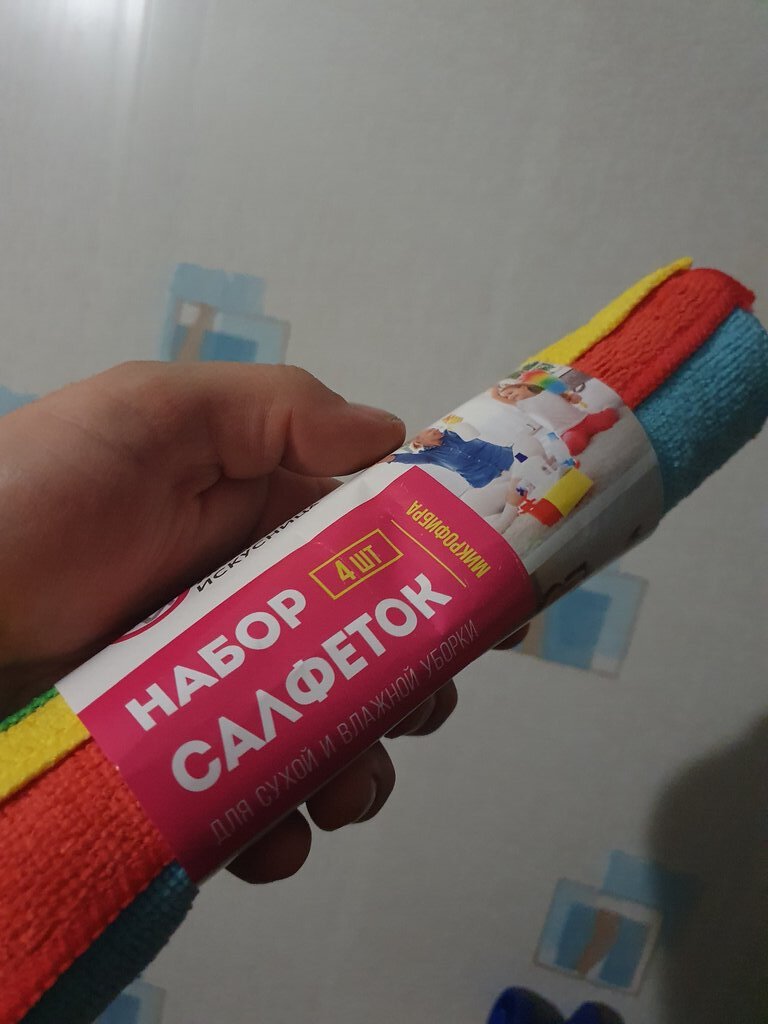 НАБОР
4 ШТ
МИКРОФИБРА
САЛФЕТОК
ДЛЯ СУХОЙ И ВЛАЖНОЙ УБОРКИ